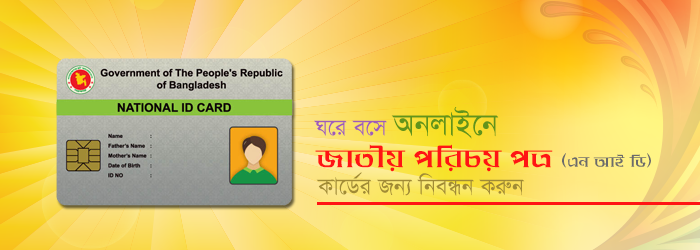 Government of The People's Republic
of Bangladesh
NATIONAL ID CARD
Name :
Father's Name :
Mother's Name :
Date of Birth :
ID NO :
ঘরে বসে অনলাইনে
জাতীয় পরিচয় পত্র (এন আই ডি)
কার্ডের জন্য নিবন্ধন করুন